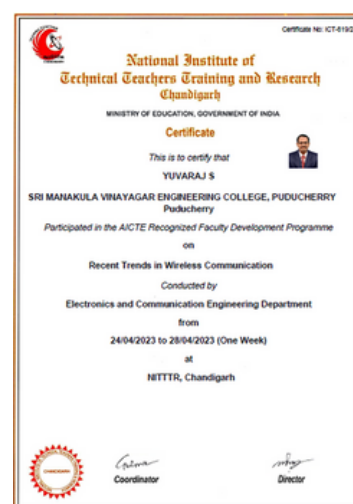 Certificate No: ICT-819/2
National Institute of
Technical Teachers Training and Research
Chandigarh
MINISTRY OF EDUCATION, GOVERNMENT OF INDIA
Certificate
This is to certify that
YUVARAJ S
SRI MANAKULA VINAYAGAR ENGINEERING COLLEGE, PUDUCHERRY
Puducherry
Participated in the AICTE Recognized Faculty Development Programme
on
Recent Trends in Wireless Communication
Conducted by
Electronics and Communication Engineering Department
from
24/04/2023 to 28/04/2023 (One Week)
at
NITTTR, Chandigarh
CHANDIGARH
Coordinator
Director